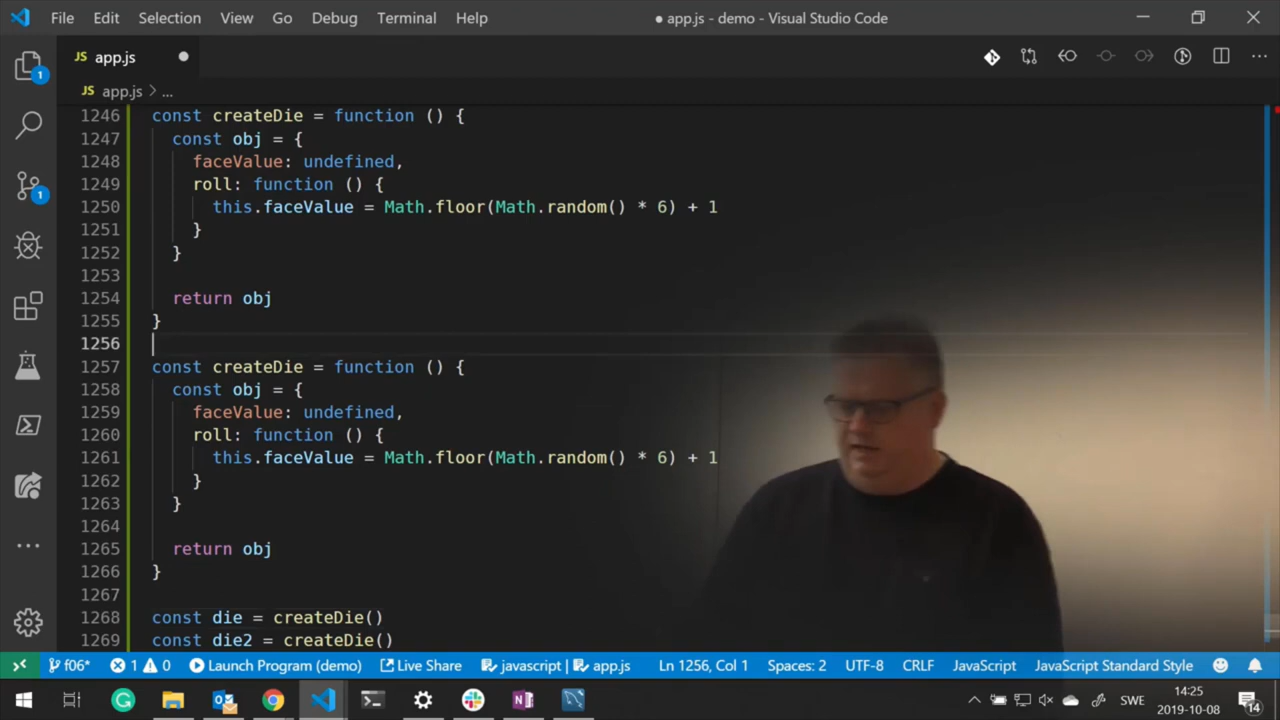 File Edit Selection View Go Debug Terminal Help ● app.js - demo - Visual Studio Code
JS app.js
1
JS app.js > ...
1246 const createDie = function () {
1247 const obj = {
1248 faceValue: undefined,
1249 roll: function () {
1250 this.faceValue = Math.floor(Math.random() * 6) + 1
1251 }
1252 }
1253
1254 return obj
1255 }
1256
1257 const createDie = function () {
1258 const obj = {
1259 faceValue: undefined,
1260 roll: function () {
1261 this.faceValue = Math.floor(Math.random() * 6) + 1
1262 }
1263 }
1264
1265 return obj
1266 }
1267
1268 const die = createDie()
1269 const die2 = createDie()
1
f06* 1 0 Launch Program (demo) Live Share javascript | app.js Ln 1256, Col 1 Spaces: 2 UTF-8 CRLF JavaScript JavaScript Standard Style
SWE 14:25
2019-10-08 14